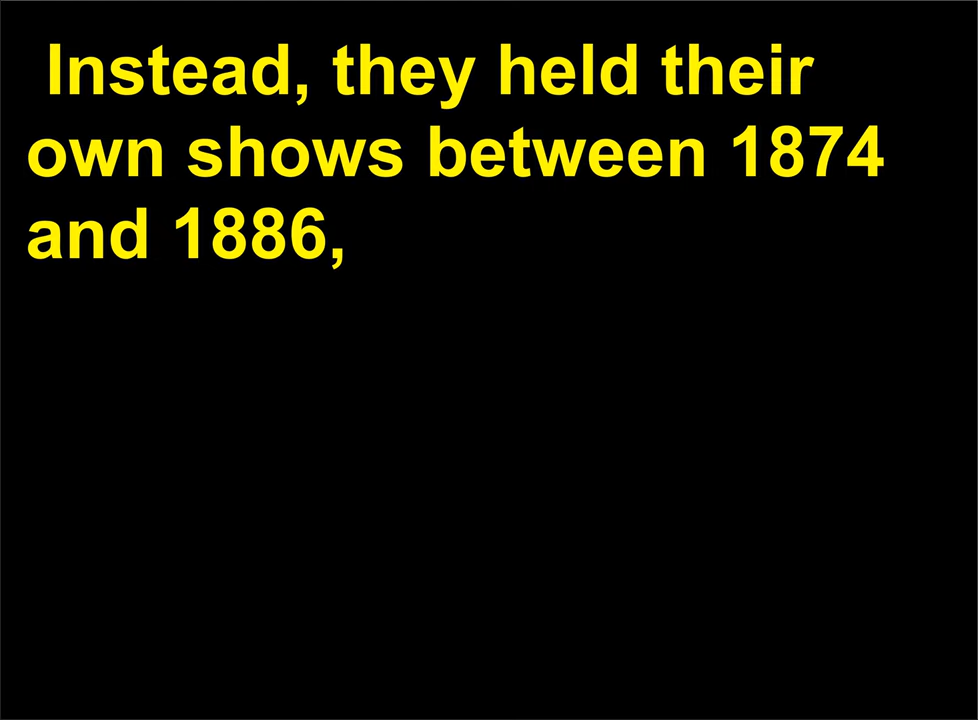 Instead, they held their
own shows between 1874
and 1886,